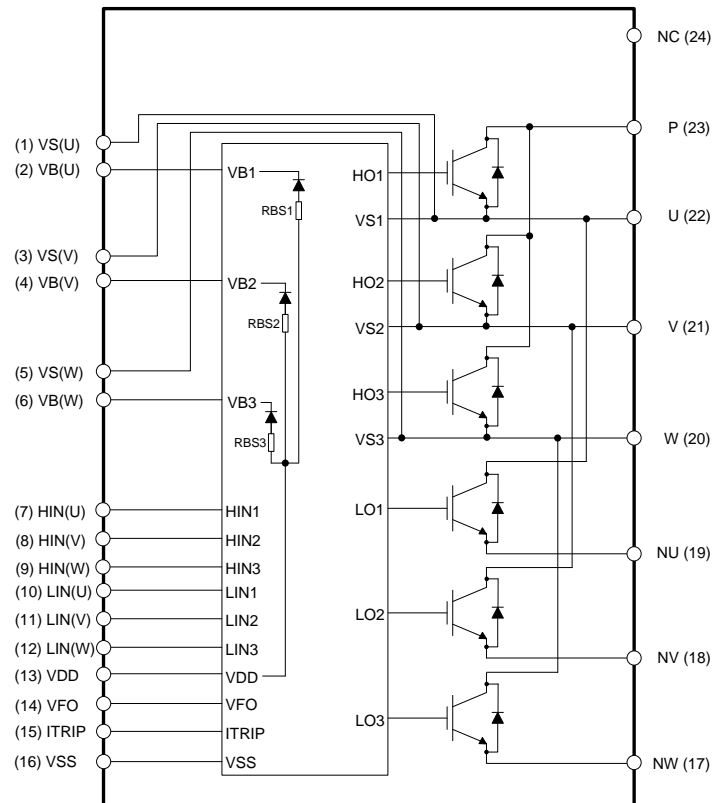 NC (24)
(1) VS(U)
(2) VB(U)
(3) VS(V)
(4) VB(V)
(5) VS(W)
(6) VB(W)
(7) HIN(U)
(8) HIN(V)
(9) HIN(W)
(10) LIN(U)
(11) LIN(V)
(12) LIN(W)
(13) VDD
(14) VFO
(15) ITRIP
(16) VSS
VB1
RBS1
VB2
RBS2
VB3
RBS3
HIN1
HIN2
HIN3
LIN1
LIN2
LIN3
VDD
VFO
ITRIP
VSS
HO1
VS1
HO2
VS2
HO3
VS3
LO1
LO2
LO3
P (23)
U (22)
V (21)
W (20)
NU (19)
NV (18)
NW (17)